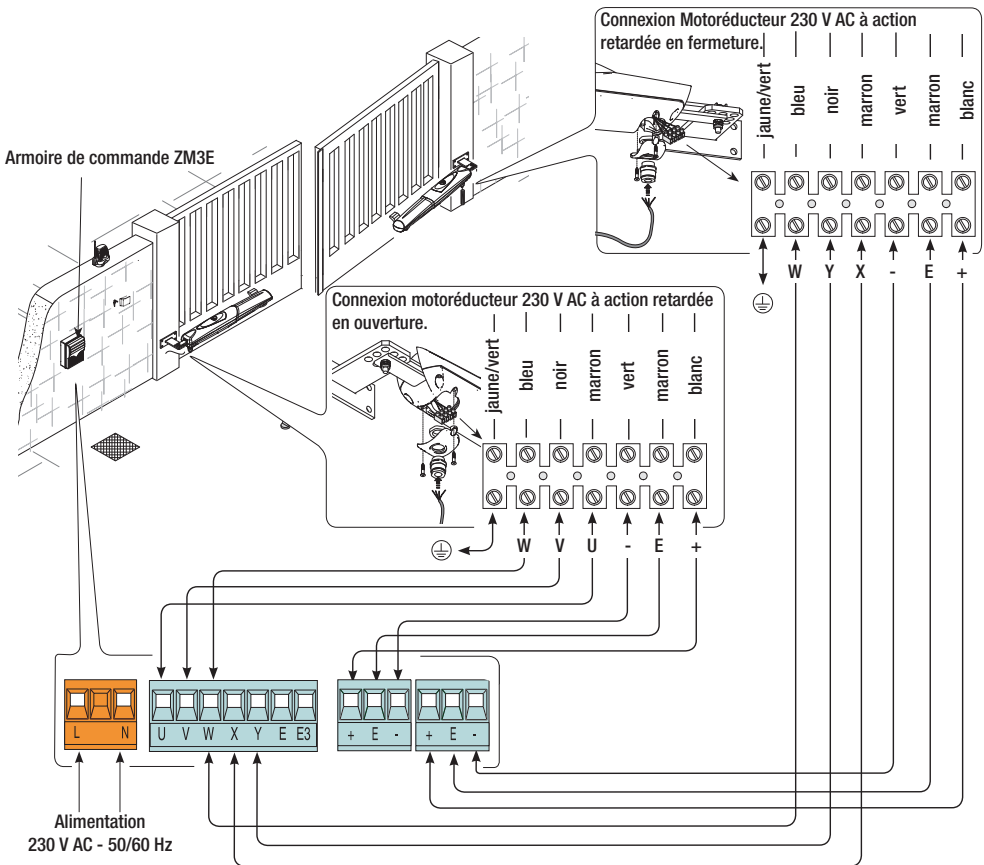 Connexion Motoréducteur 230 V AC à action
retardée en fermeture.
jaune/vert
bleu
noir
marron
vert
marron
blanc
W Y X - E +
Armoire de commande ZM3E
Connexion motoréducteur 230 V AC à action retardée
en ouverture.
jaune/vert
bleu
noir
marron
vert
marron
blanc
W V U - E +
L N
U V W X Y E E3
+ E -
+ E -
Alimentation
230 V AC - 50/60 Hz